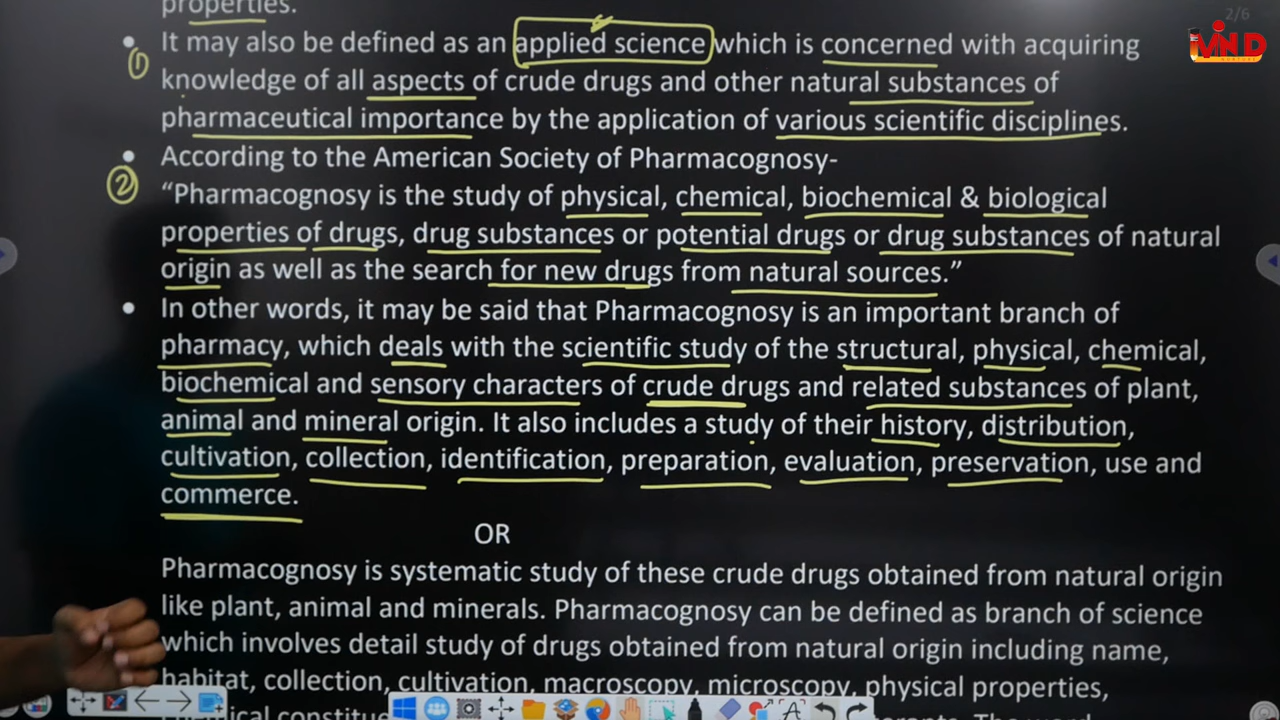 properties.
2/6
MIND
• It may also be defined as an applied science which is concerned with acquiring
① knowledge of all aspects of crude drugs and other natural substances of
pharmaceutical importance by the application of various scientific disciplines.
• According to the American Society of Pharmacognosy-
② “Pharmacognosy is the study of physical, chemical, biochemical & biological
properties of drugs, drug substances or potential drugs or drug substances of natural
origin as well as the search for new drugs from natural sources.”
• In other words, it may be said that Pharmacognosy is an important branch of
pharmacy, which deals with the scientific study of the structural, physical, chemical,
biochemical and sensory characters of crude drugs and related substances of plant,
animal and mineral origin. It also includes a study of their history, distribution,
cultivation, collection, identification, preparation, evaluation, preservation, use and
commerce.
OR
Pharmacognosy is systematic study of these crude drugs obtained from natural origin
like plant, animal and minerals. Pharmacognosy can be defined as branch of science
which involves detail study of drugs obtained from natural origin including name,
habitat, collection, cultivation, macroscopy, microscopy, physical properties,